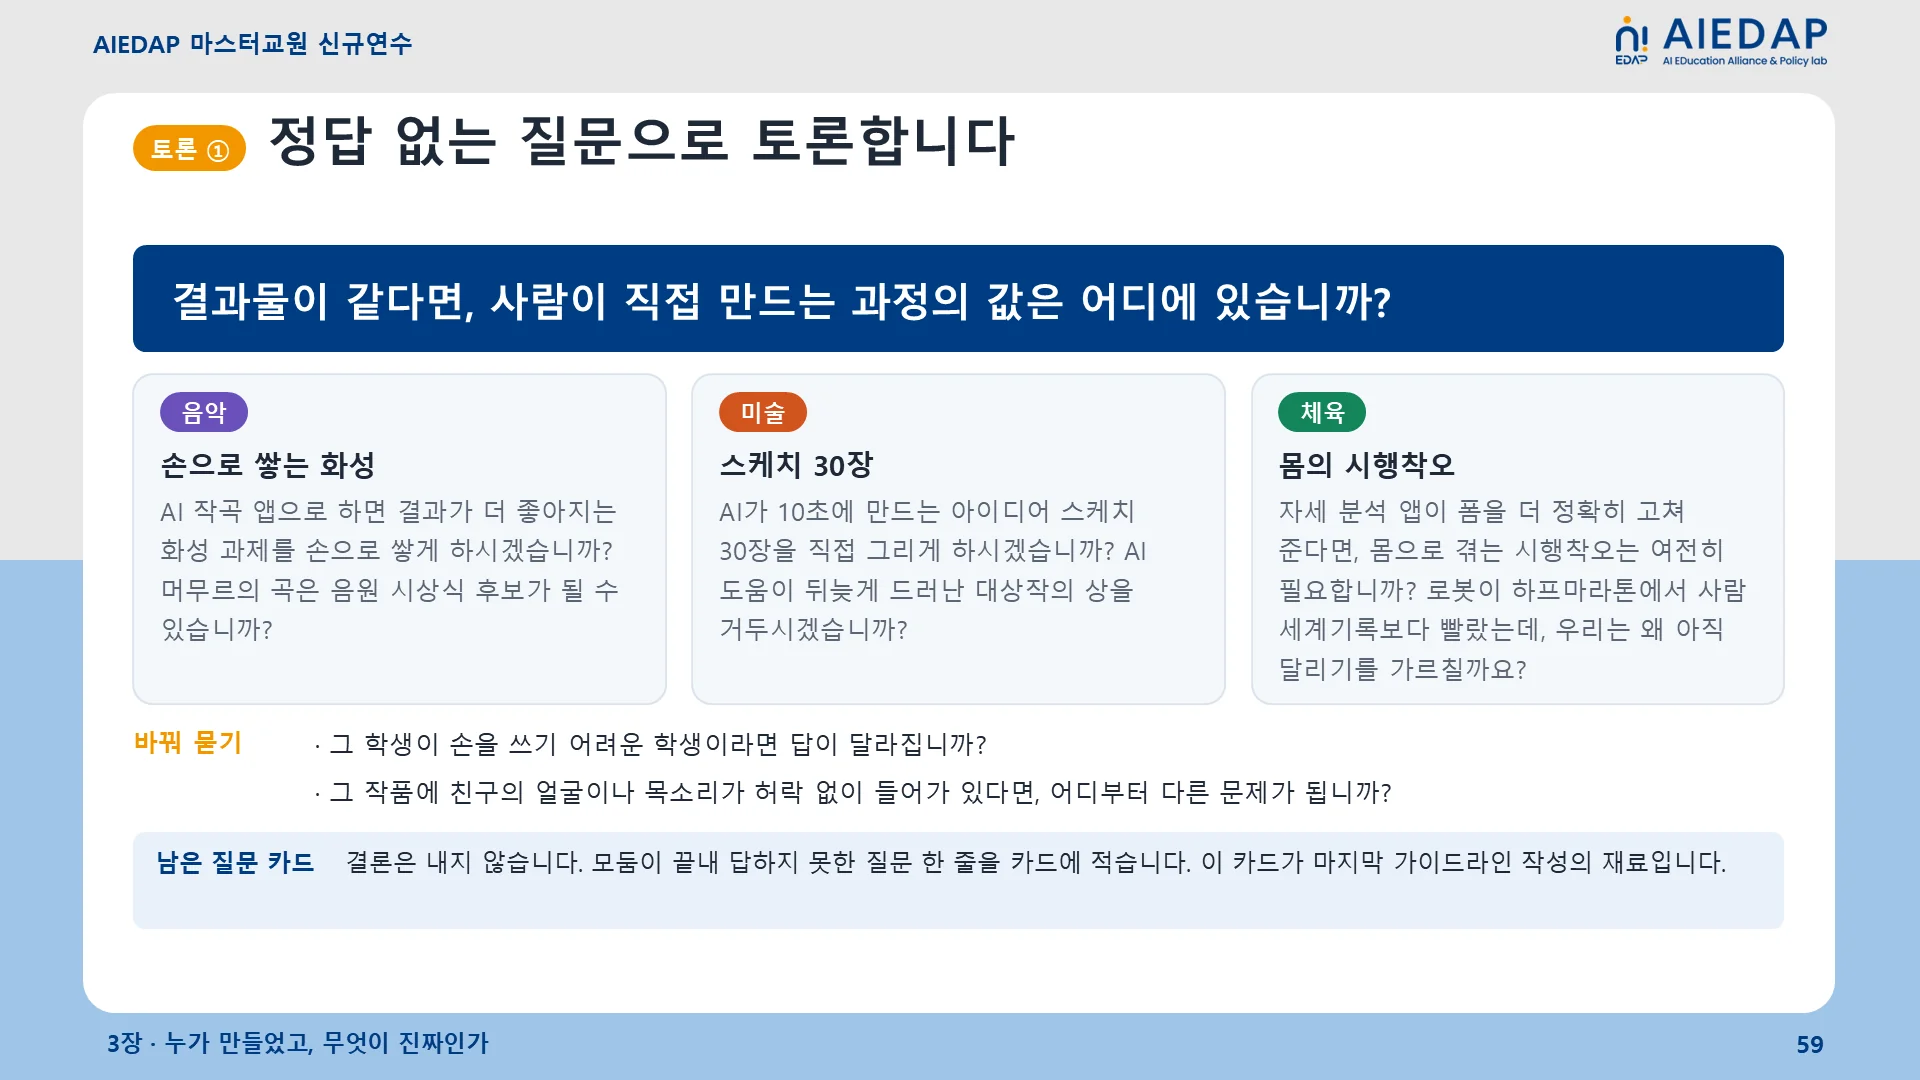 AIEDAP 마스터교원 신규연수
EDAP
AIEDAP
AI EDucation Alliance & Policy lab
토론 ①
정답 없는 질문으로 토론합니다
결과물이 같다면, 사람이 직접 만드는 과정의 값은 어디에 있습니까?
음악
손으로 쌓는 화성
AI 작곡 앱으로 하면 결과가 더 좋아지는
화성 과제를 손으로 쌓게 하시겠습니까?
머무르의 곡은 음원 시상식 후보가 될 수
있습니까?
미술
스케치 30장
AI가 10초에 만드는 아이디어 스케치
30장을 직접 그리게 하시겠습니까? AI
도움이 뒤늦게 드러난 대상작의 상을
거두시겠습니까?
체육
몸의 시행착오
자세 분석 앱이 폼을 더 정확히 고쳐
준다면, 몸으로 겪는 시행착오는 여전히
필요합니까? 로봇이 하프마라톤에서 사람
세계기록보다 빨랐는데, 우리는 왜 아직
달리기를 가르칠까요?
바꿔 묻기
· 그 학생이 손을 쓰기 어려운 학생이라면 답이 달라집니까?
· 그 작품에 친구의 얼굴이나 목소리가 허락 없이 들어가 있다면, 어디부터 다른 문제가 됩니까?
남은 질문 카드 결론은 내지 않습니다. 모둠이 끝내 답하지 못한 질문 한 줄을 카드에 적습니다. 이 카드가 마지막 가이드라인 작성의 재료입니다.
3장 · 누가 만들었고, 무엇이 진짜인가
59